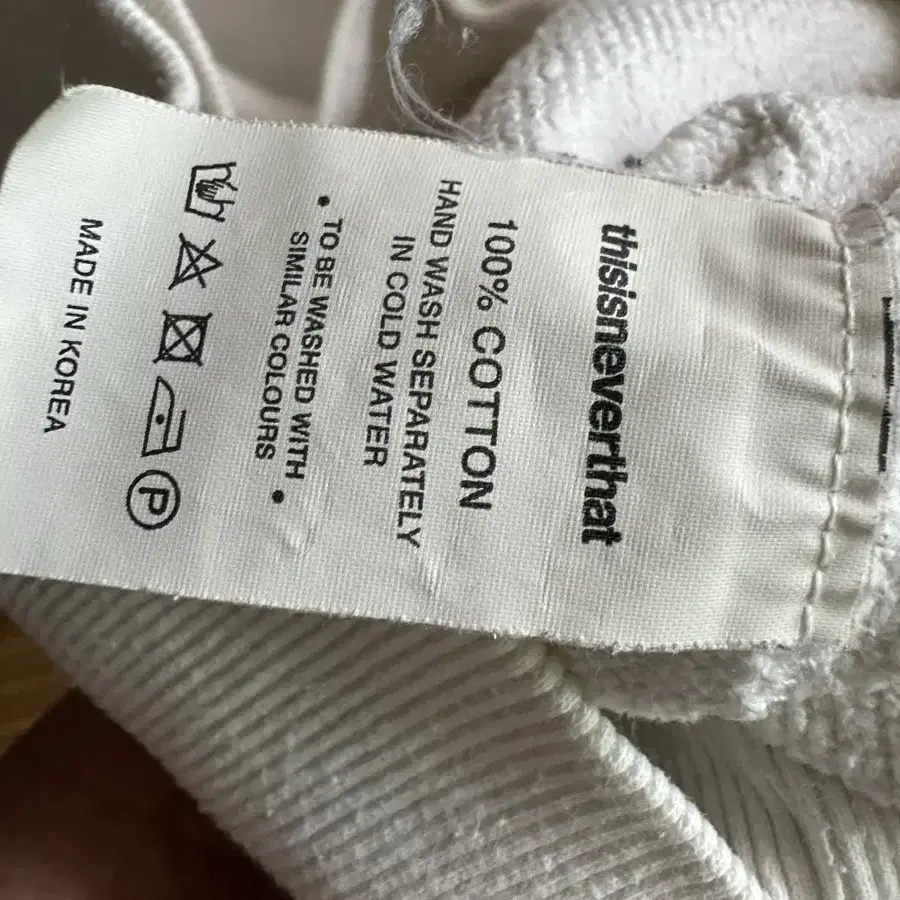 thisisneverthat
100% COTTON
HAND WASH SEPARATELY
IN COLD WATER
• TO BE WASHED WITH •
SIMILAR COLOURS
P
MADE IN KOREA